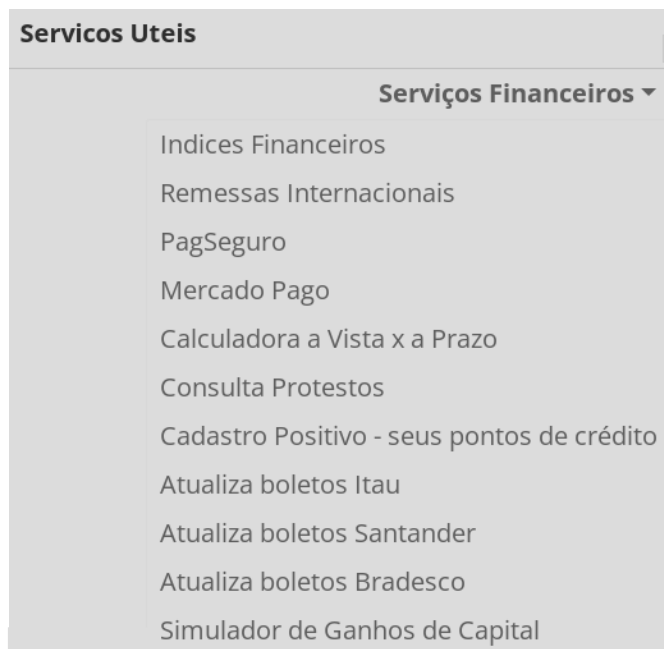 Servicos Uteis
Serviços Financeiros
Indices Financeiros
Remessas Internacionais
PagSeguro
Mercado Pago
Calculadora a Vista x a Prazo
Consulta Protestos
Cadastro Positivo - seus pontos de crédito
Atualiza boletos Itau
Atualiza boletos Santander
Atualiza boletos Bradesco
Simulador de Ganhos de Capital